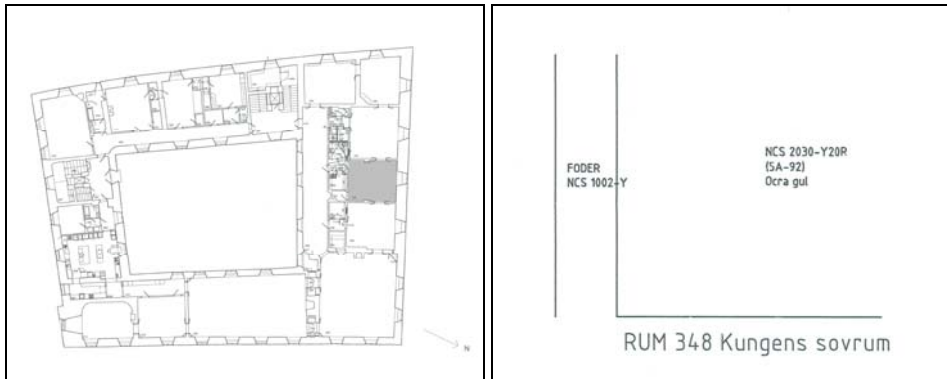 N
FODER
NCS 1002-Y
NCS 2030-Y20R
(SA-92)
Ocra gul
RUM 348 Kungens sovrum